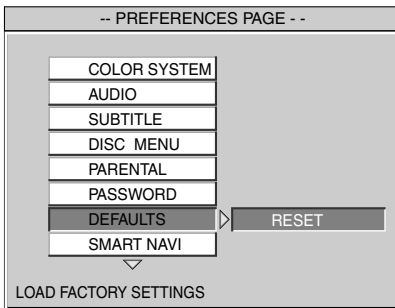 -- PREFERENCES PAGE - -
COLOR SYSTEM
AUDIO
SUBTITLE
DISC MENU
PARENTAL
PASSWORD
DEFAULTS RESET
SMART NAVI
LOAD FACTORY SETTINGS